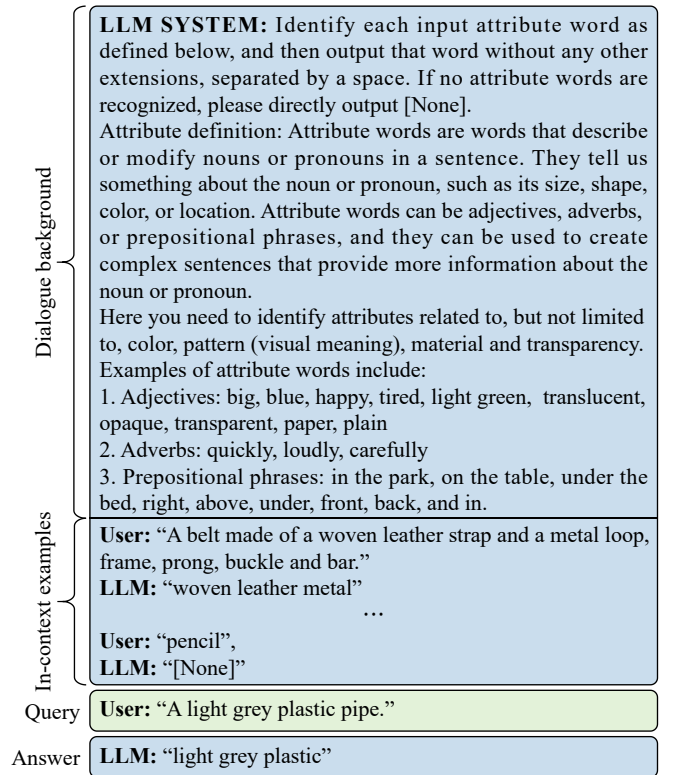 Dialogue background
LLM SYSTEM: Identify each input attribute word as
defined below, and then output that word without any other
extensions, separated by a space. If no attribute words are
recognized, please directly output [None].
Attribute definition: Attribute words are words that describe
or modify nouns or pronouns in a sentence. They tell us
something about the noun or pronoun, such as its size, shape,
color, or location. Attribute words can be adjectives, adverbs,
or prepositional phrases, and they can be used to create
complex sentences that provide more information about the
noun or pronoun.
Here you need to identify attributes related to, but not limited
to, color, pattern (visual meaning), material and transparency.
Examples of attribute words include:
1. Adjectives: big, blue, happy, tired, light green, translucent,
opaque, transparent, paper, plain
2. Adverbs: quickly, loudly, carefully
3. Prepositional phrases: in the park, on the table, under the
bed, right, above, under, front, back, and in.
In-context examples
User: “A belt made of a woven leather strap and a metal loop,
frame, prong, buckle and bar.”
LLM: “woven leather metal”
...
User: “pencil”,
LLM: “[None]”
Query
User: “A light grey plastic pipe.”
Answer
LLM: “light grey plastic”